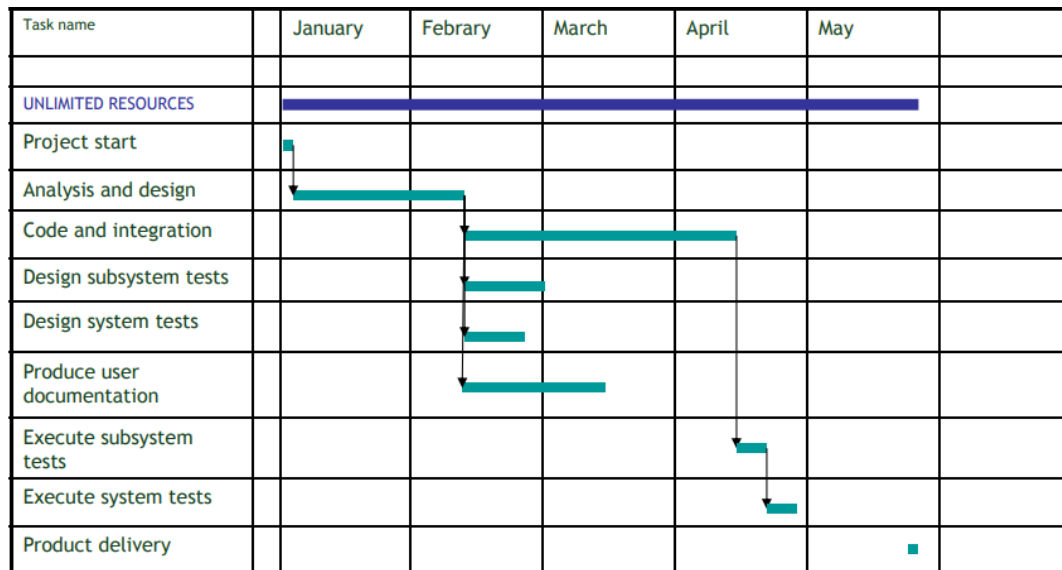 Task name
January
Febrary
March
April
May
UNLIMITED RESOURCES
Project start
Analysis and design
Code and integration
Design subsystem tests
Design system tests
Produce user
documentation
Execute subsystem
tests
Execute system tests
Product delivery